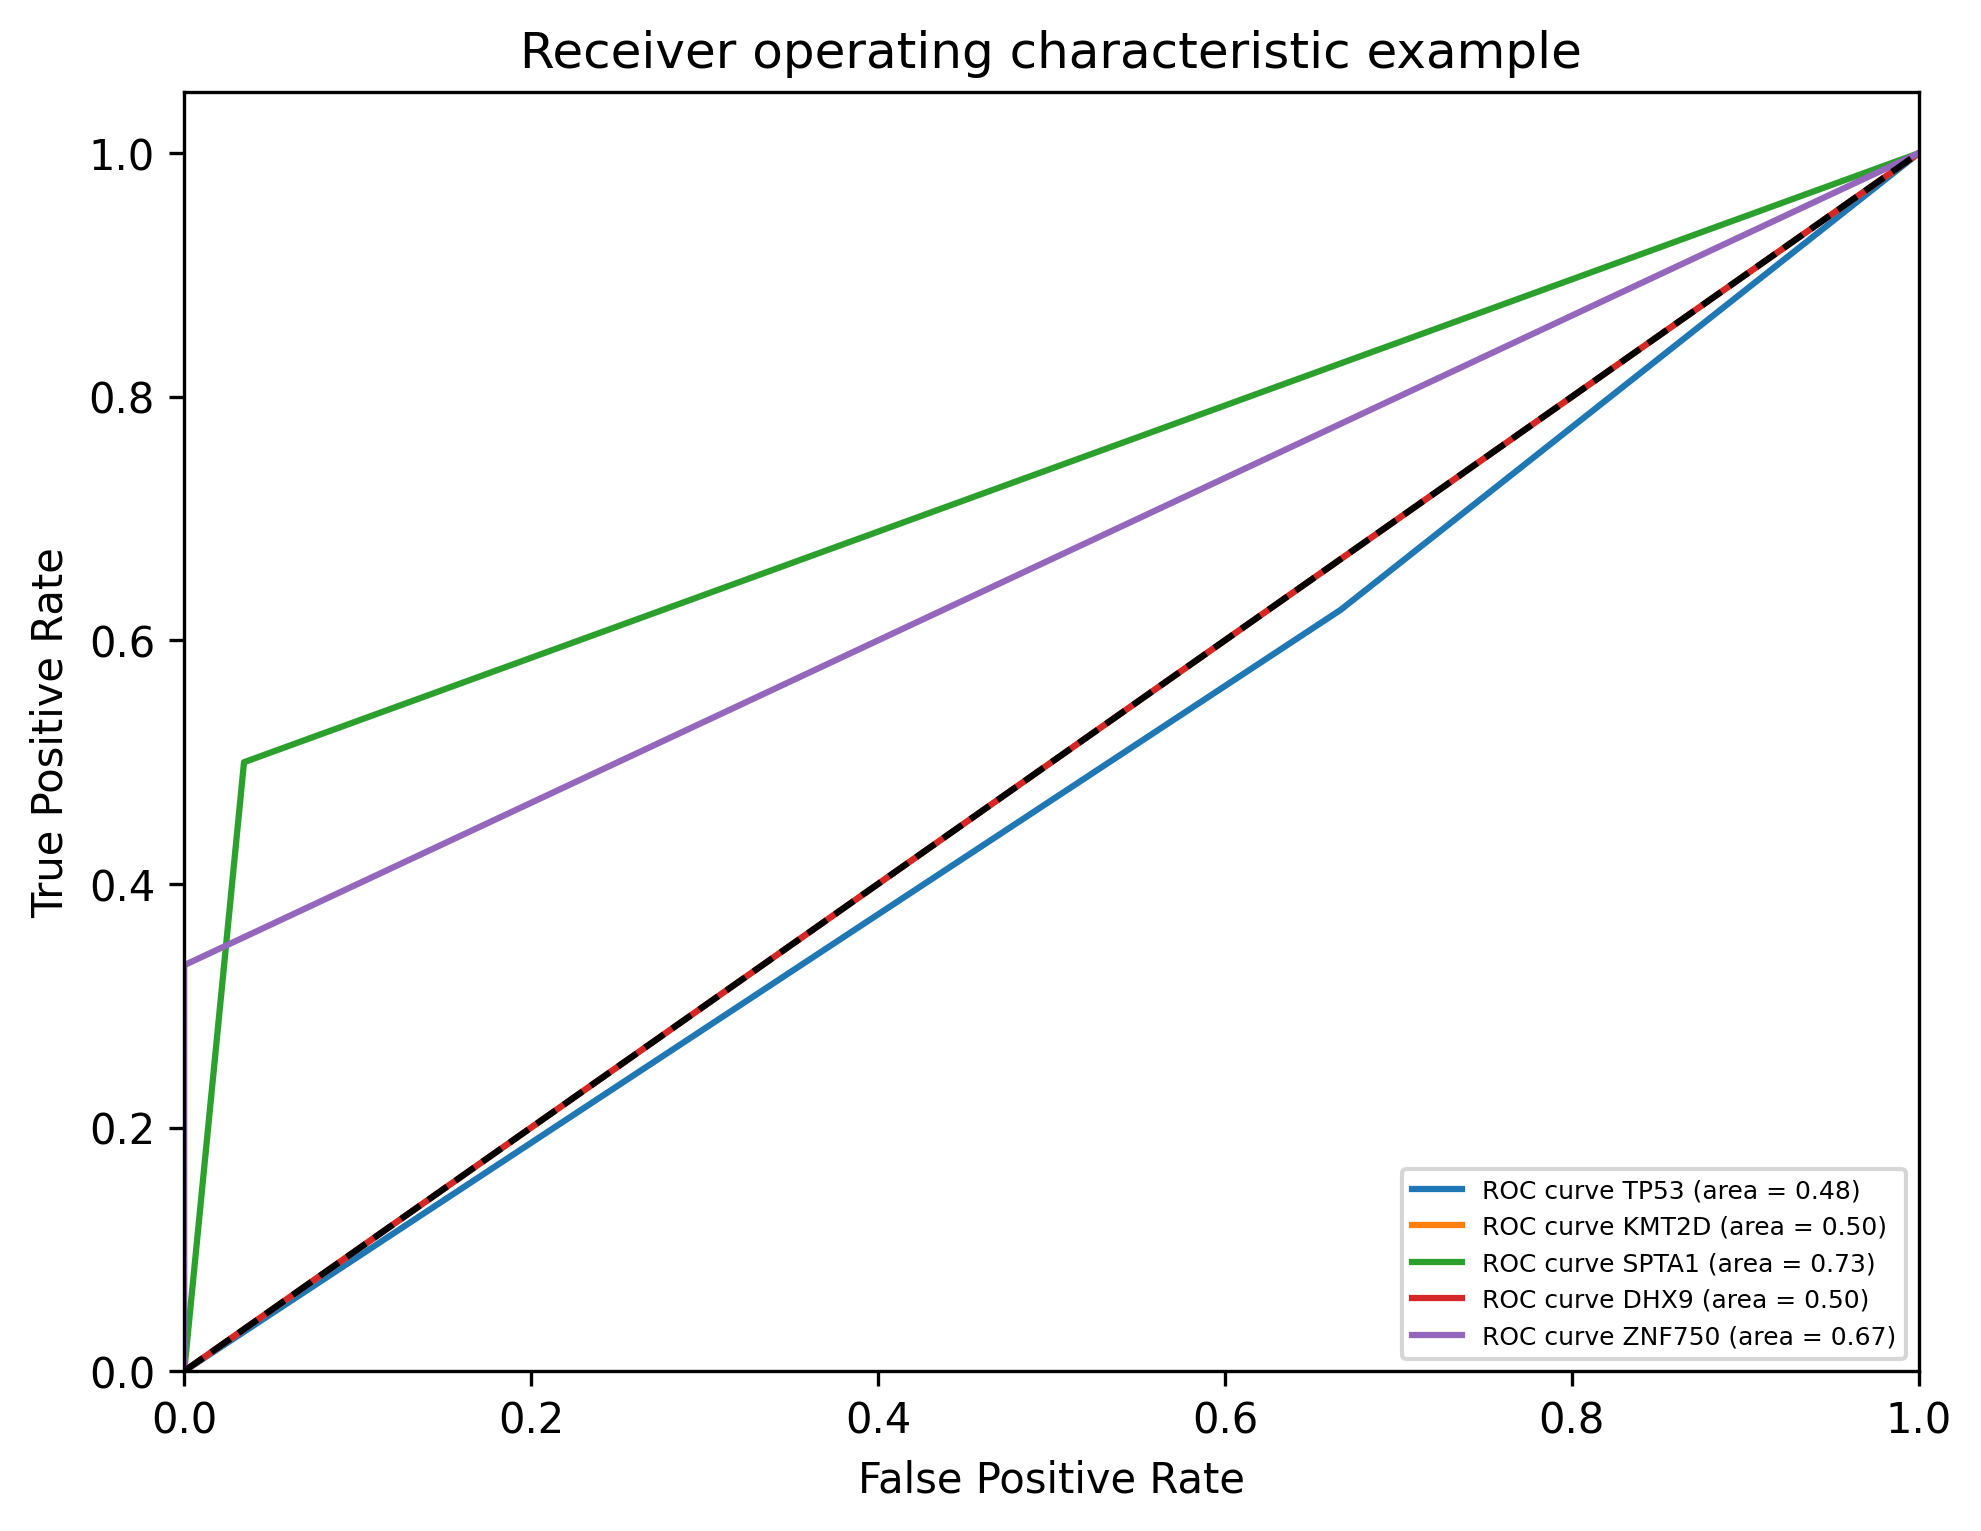 Receiver operating characteristic example
True Positive Rate
1.0
0.8
0.6
0.4
0.2
0.0
ROC curve TP53 (area = 0.48)
ROC curve KMT2D (area = 0.50)
ROC curve SPTA1 (area = 0.73)
ROC curve DHX9 (area = 0.50)
ROC curve ZNF750 (area = 0.67)
0.0 0.2 0.4 0.6 0.8 1.0
False Positive Rate